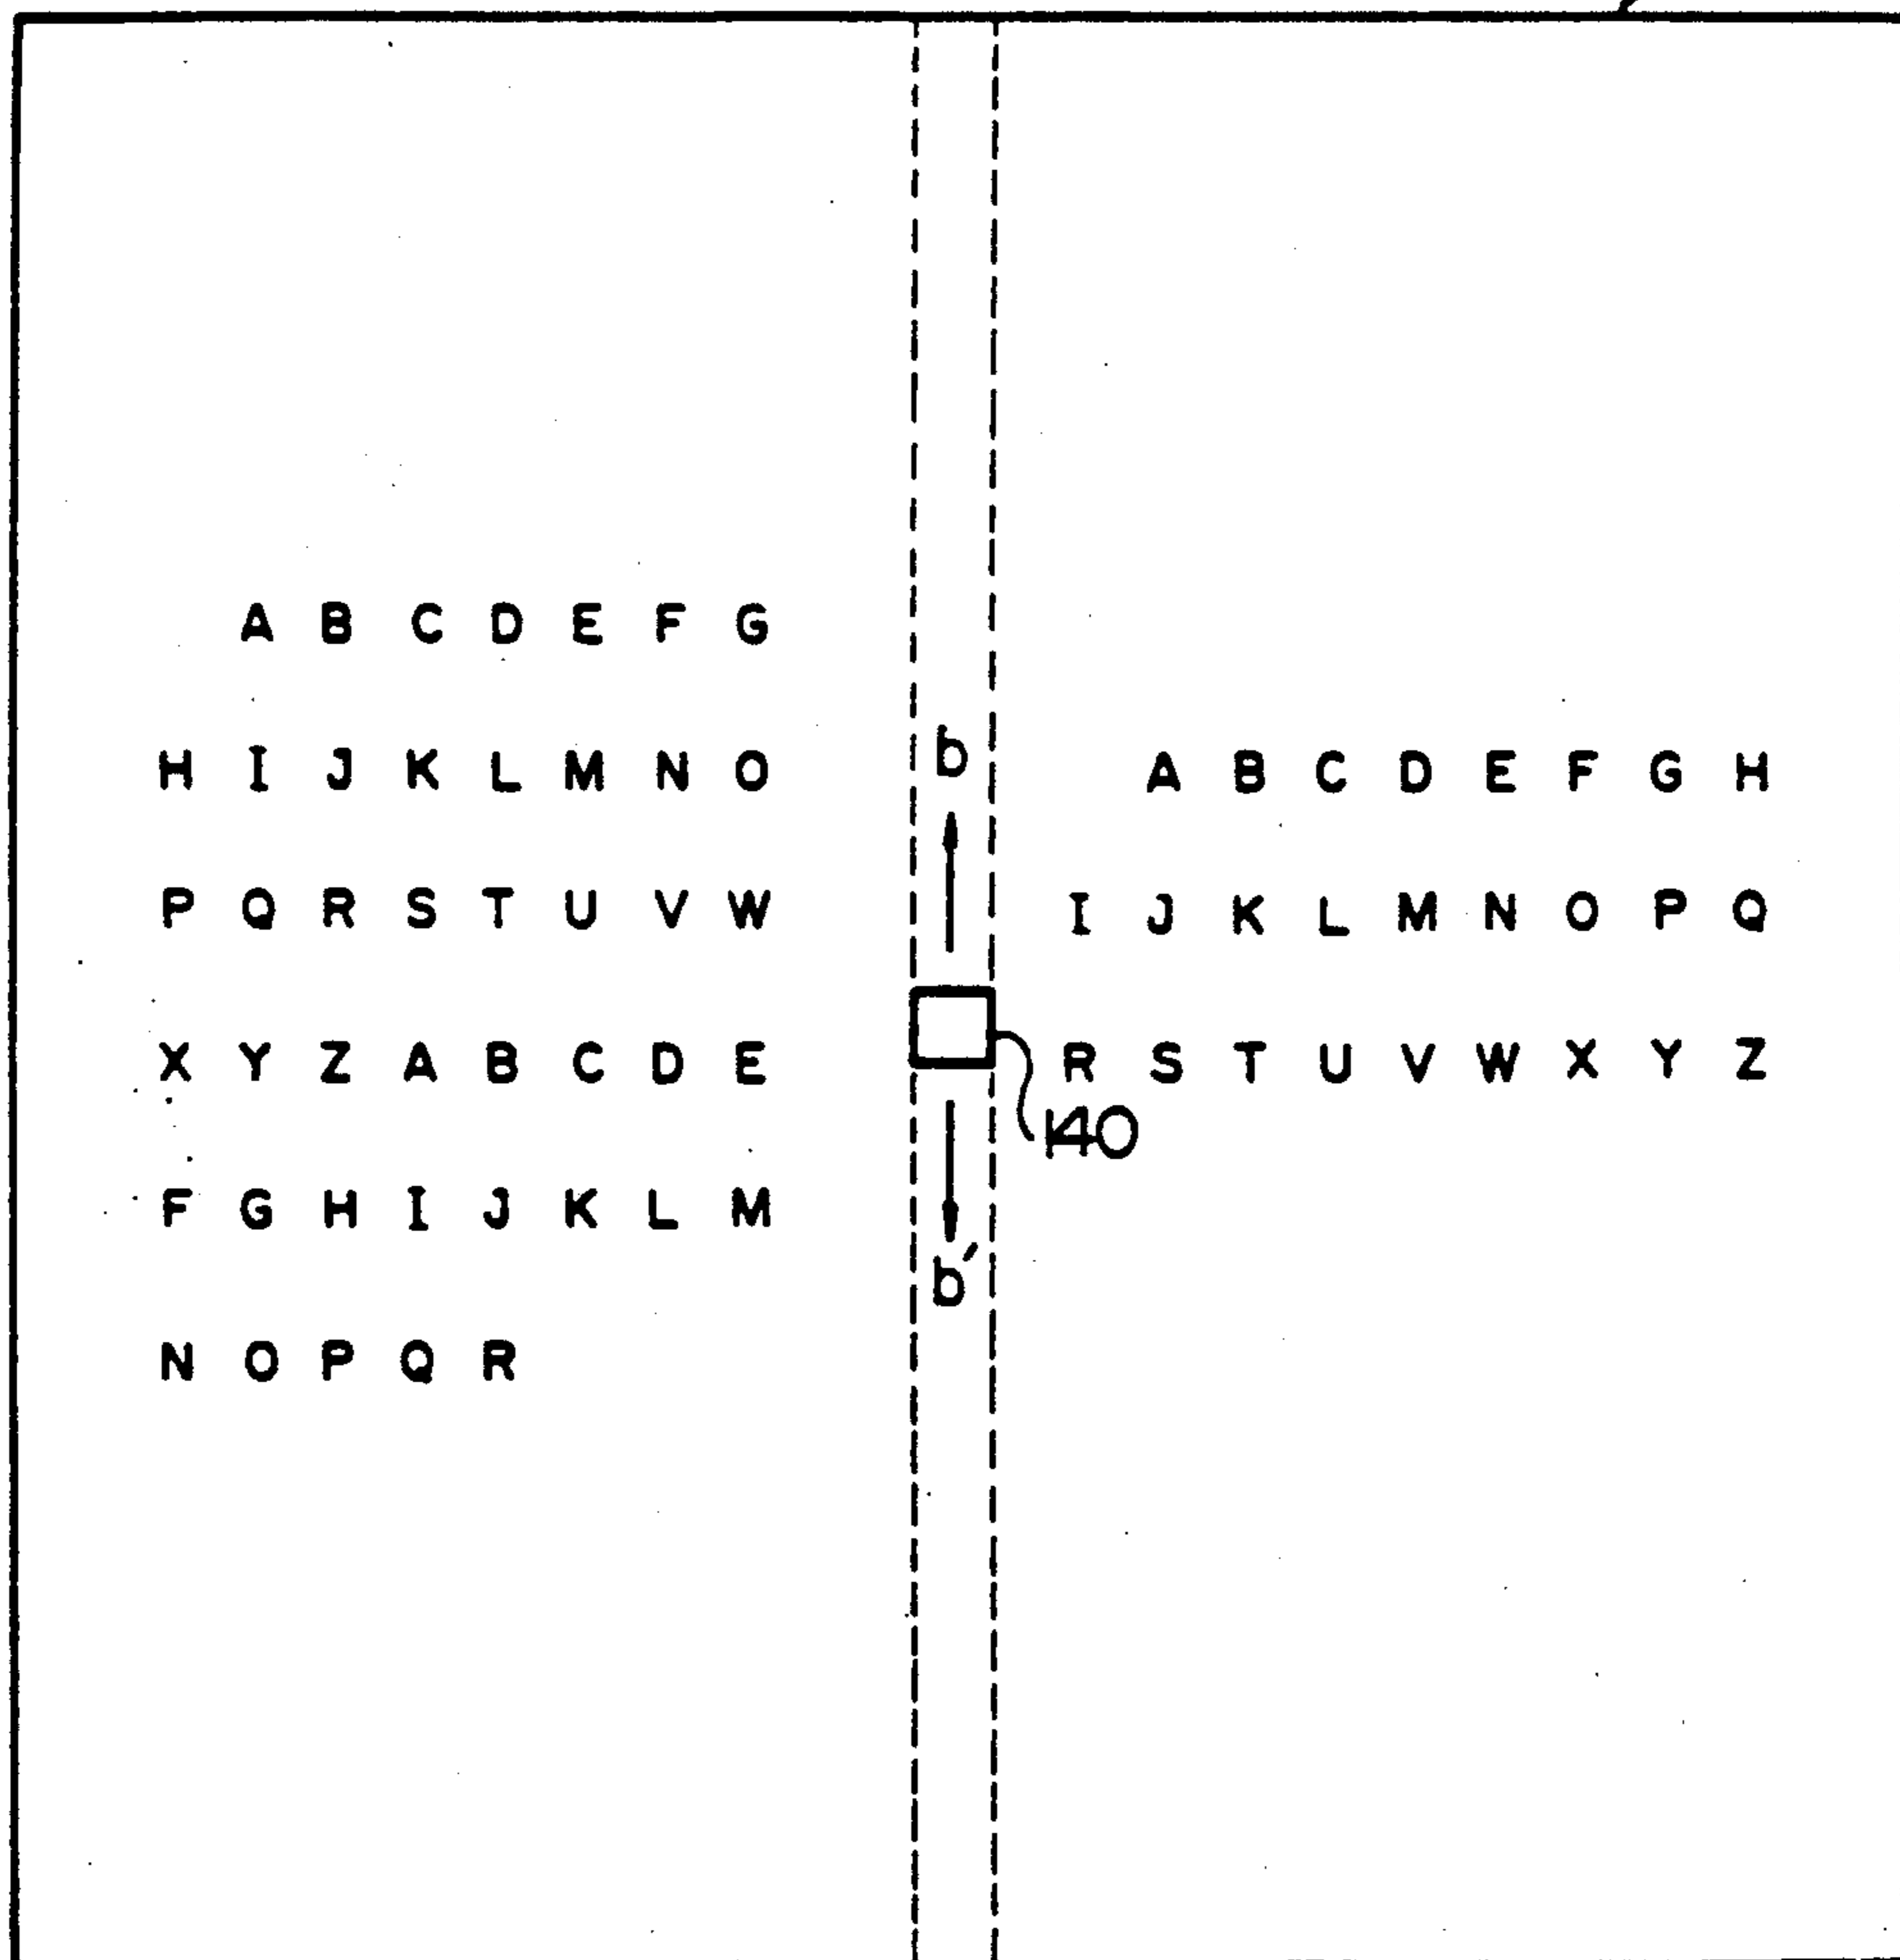 A B C D E F G
H I J K L M N O
P Q R S T U V W
X Y Z A B C D E
F G H I J K L M
N O P Q R
b
b′
140
A B C D E F G H
I J K L M N O P Q
R S T U V W X Y Z